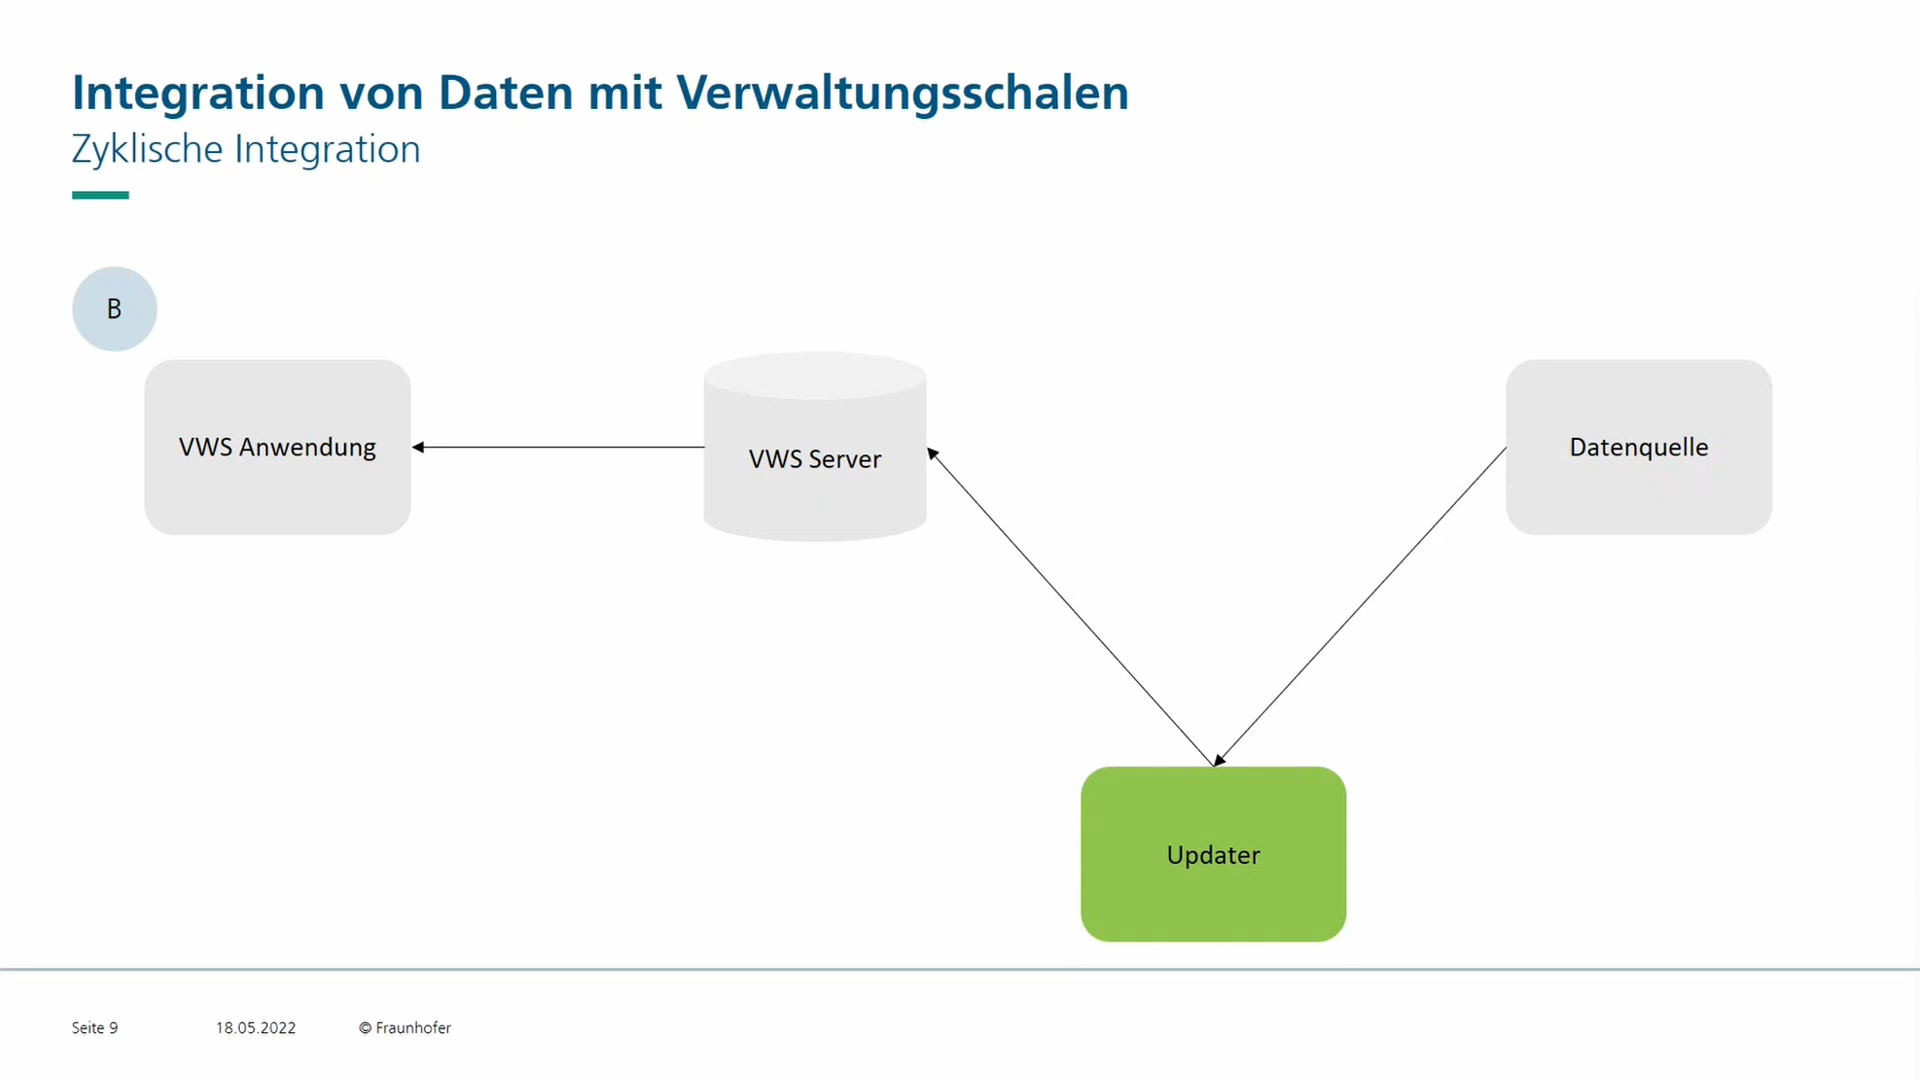 Integration von Daten mit Verwaltungsschalen
Zyklische Integration
B
VWS Anwendung
VWS Server
Datenquelle
Updater
Seite 9
18.05.2022
© Fraunhofer